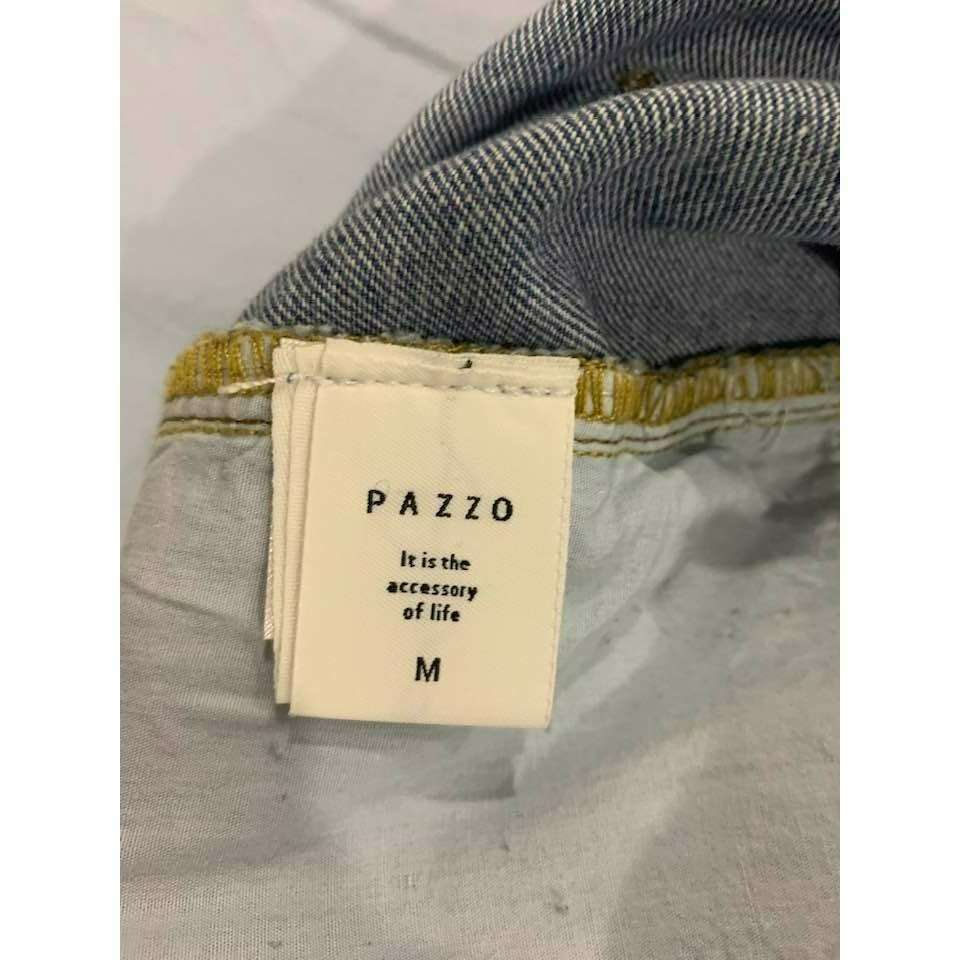 PAZZO
It is the
accessory
of life
M